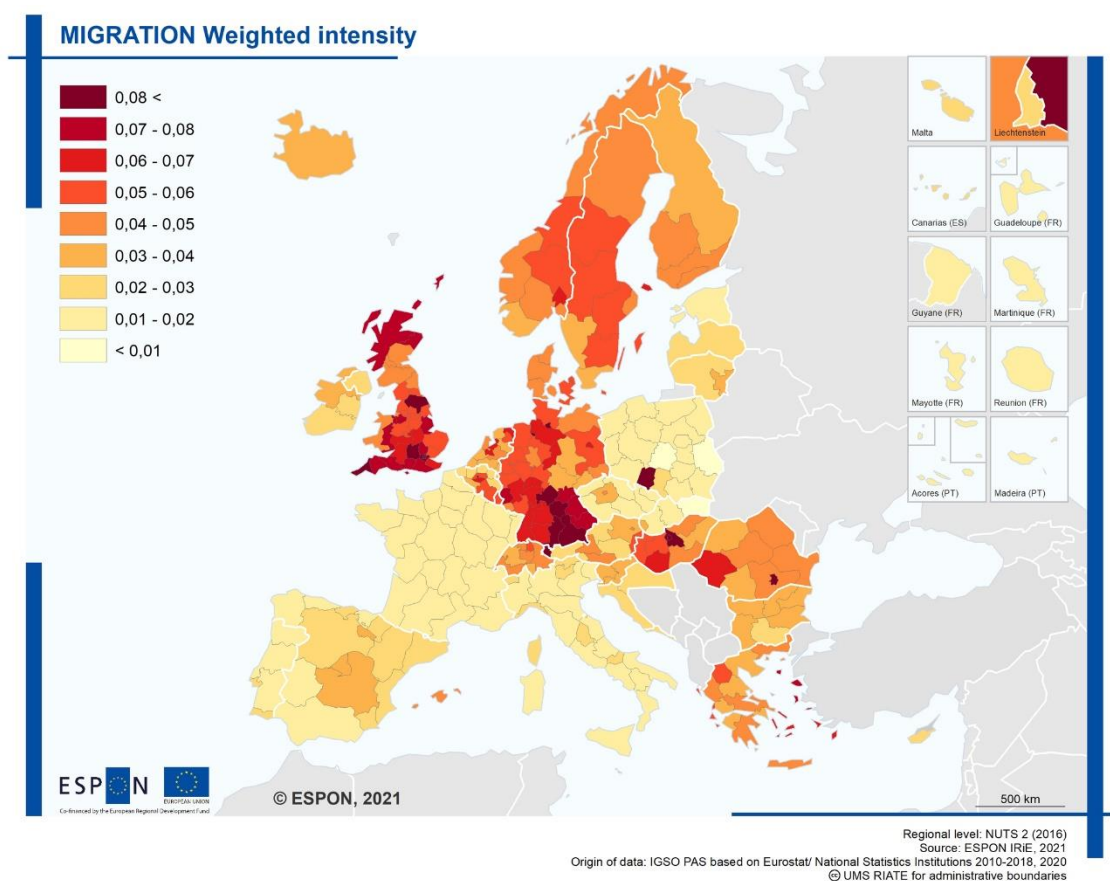 MIGRATION Weighted intensity
0,08 <
0,07 - 0,08
0,06 - 0,07
0,05 - 0,06
0,04 - 0,05
0,03 - 0,04
0,02 - 0,03
0,01 - 0,02
< 0,01
Malta
Liechtenstein
Canarias (ES)
Guadeloupe (FR)
Guyane (FR)
Martinique (FR)
Mayotte (FR)
Reunion (FR)
Acores (PT)
Madeira (PT)
ESPON
EUROPEAN UNION
Co-financed by the European Regional Development Fund
© ESPON, 2021
500 km
Regional level: NUTS 2 (2016)
Source: ESPON IRiE, 2021
Origin of data: IGSO PAS based on Eurostat/ National Statistics Institutions 2010-2018, 2020
UMS RIATE for administrative boundaries